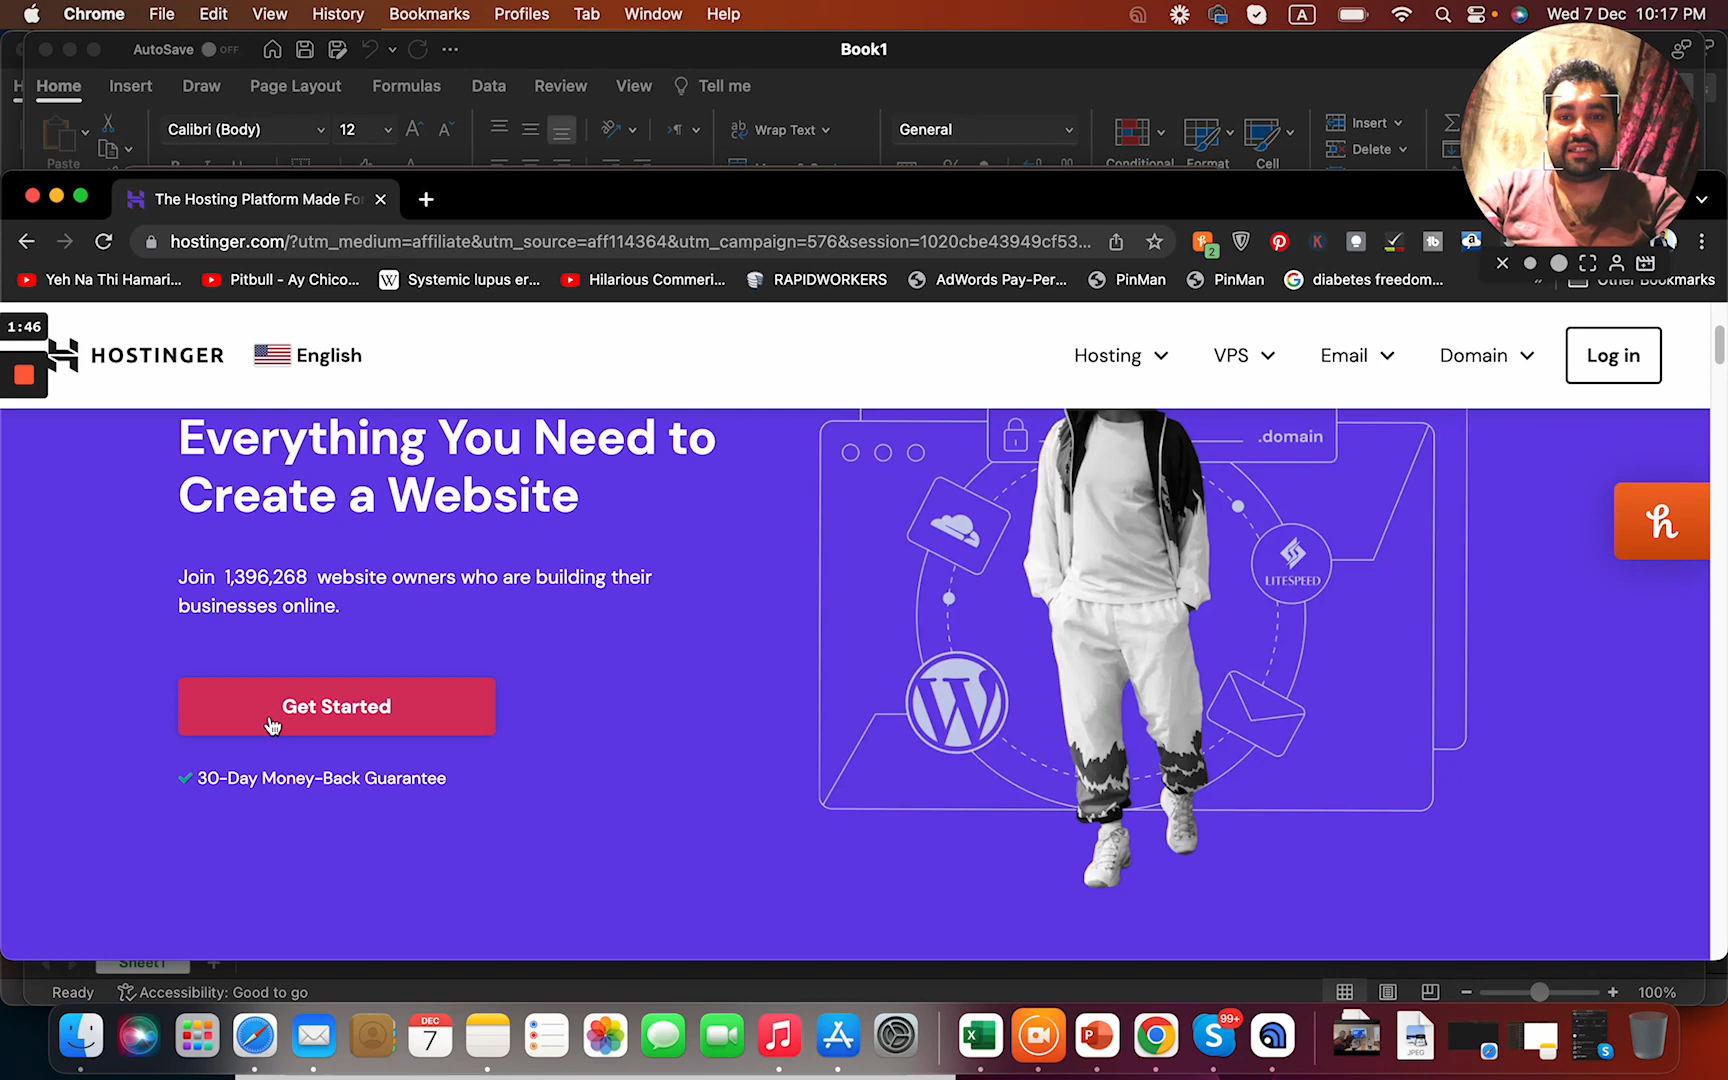 Chrome File Edit View History Bookmarks Profiles Tab Window Help A Wed 7 Dec 10:17 PM
AutoSave OFF Book1
Home Insert Draw Page Layout Formulas Data Review View Tell me
Calibri (Body) 12 Wrap Text General Insert
Paste Conditional Format Cell Delete
The Hosting Platform Made For
hostinger.com/?utm_medium=affiliate&utm_source=aff114364&utm_campaign=576&session=1020cbe43949cf53...
2
Yeh Na Thi Hamari... Pitbull - Ay Chico... Systemic lupus er... Hilarious Commeri... RAPIDWORKERS AdWords Pay-Per... PinMan PinMan diabetes freedom... Other Bookmarks
1:46
HOSTINGER English Hosting VPS Email Domain Log in
Everything You Need to
Create a Website
.domain
LITESPEED
Join 1,396,268 website owners who are building their
businesses online.
Get Started
30-Day Money-Back Guarantee
Sheet1
Ready Accessibility: Good to go 100%
DEC
7
99+
JPEG